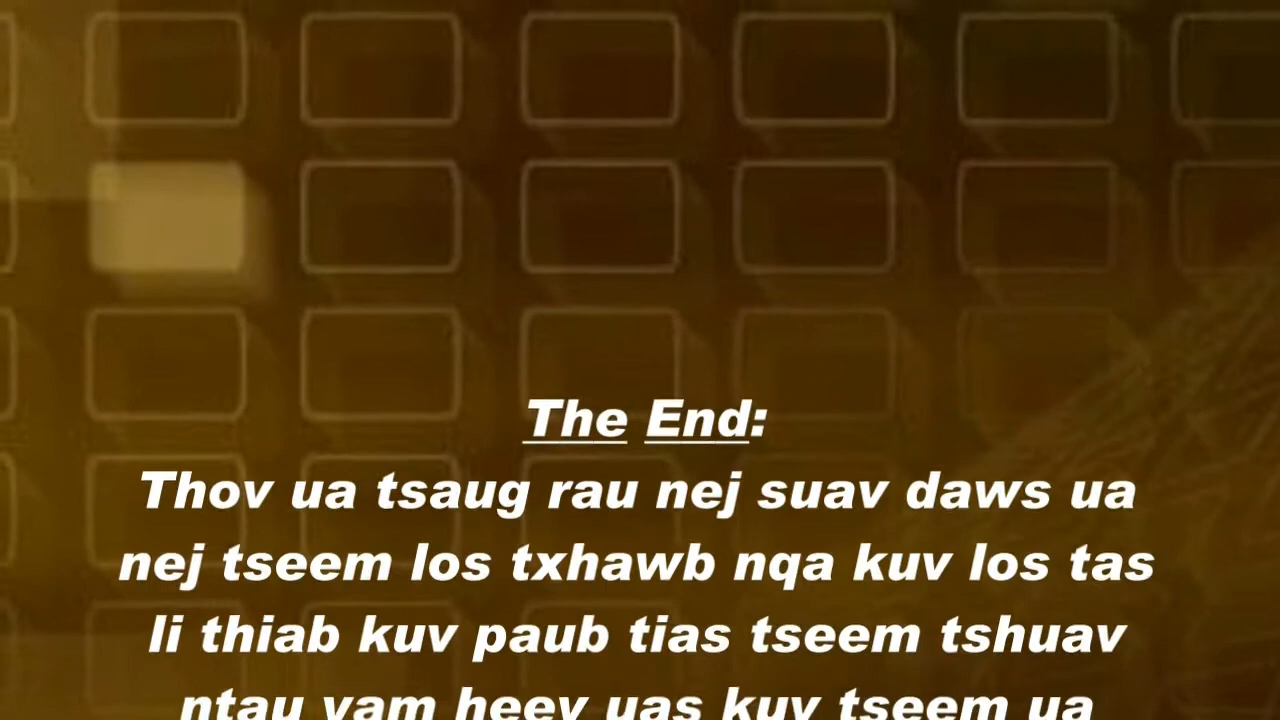 The End:
Thov ua tsaug rau nej suav daws ua
nej tseem los txhawb nqa kuv los tas
li thiab kuv paub tias tseem tshuav
ntau yam heev uas kuv tseem ua